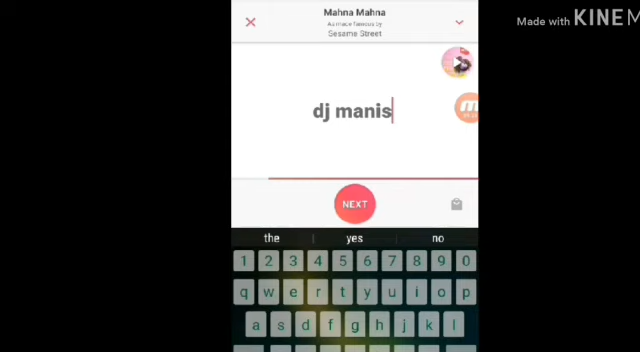 Mahna Mahna
As made famous by
Sesame Street
Made with KINEM
dj manis
NEXT
the yes no
1 2 3 4 5 6 7 8 9 0
q w e r t y u i o p
a s d f g h j k l